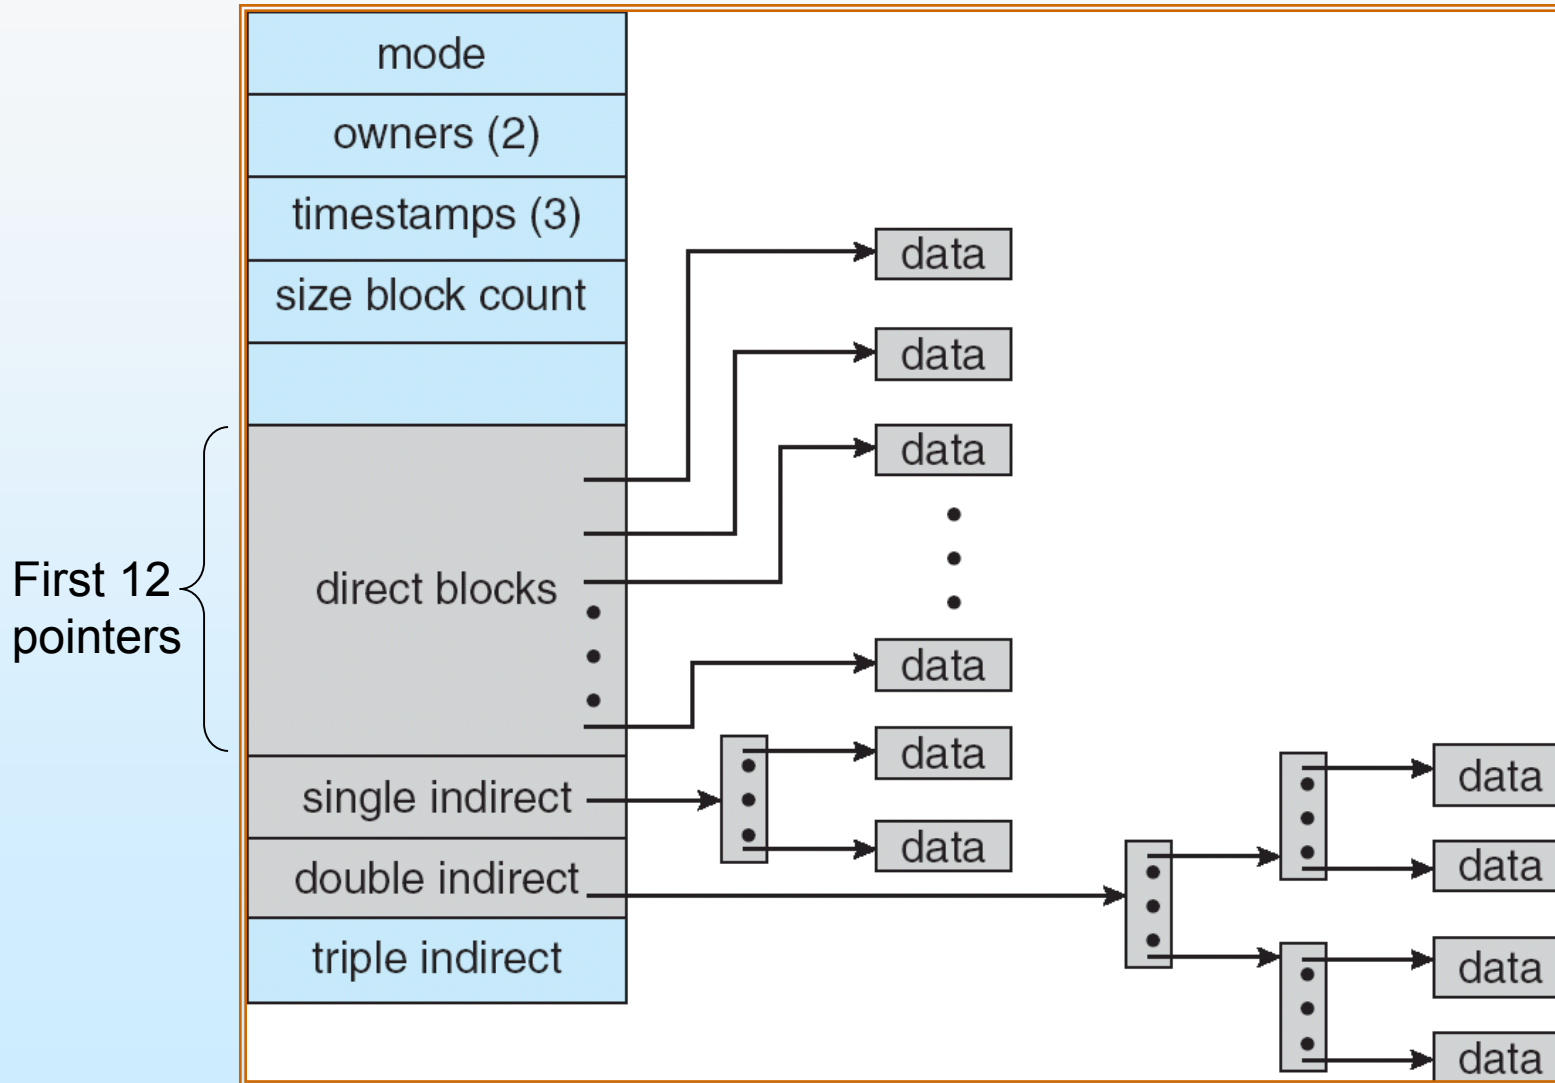 mode
owners (2)
timestamps (3)
size block count
First 12
pointers
direct blocks
single indirect
double indirect
triple indirect
data
data
data
data
data
data
data
data
data
data